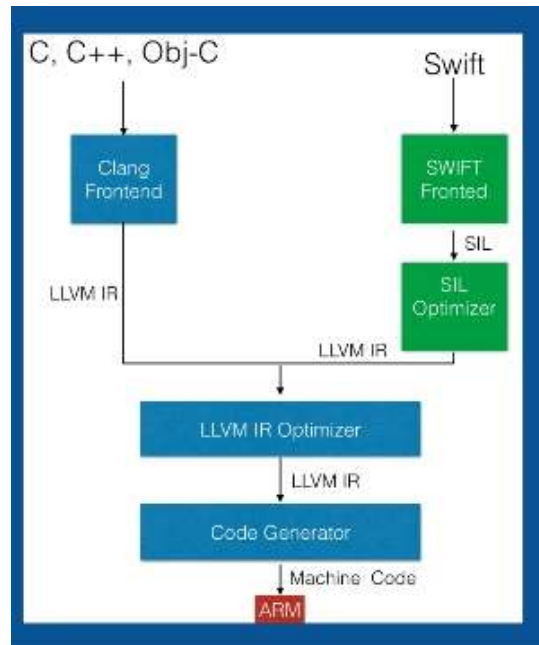 C, C++, Obj-C
Swift
Clang
Frontend
SWIFT
Fronted
SIL
LLVM IR
SIL
Optimizer
LLVM IR
LLVM IR Optimizer
LLVM IR
Code Generator
Machine Code
ARM